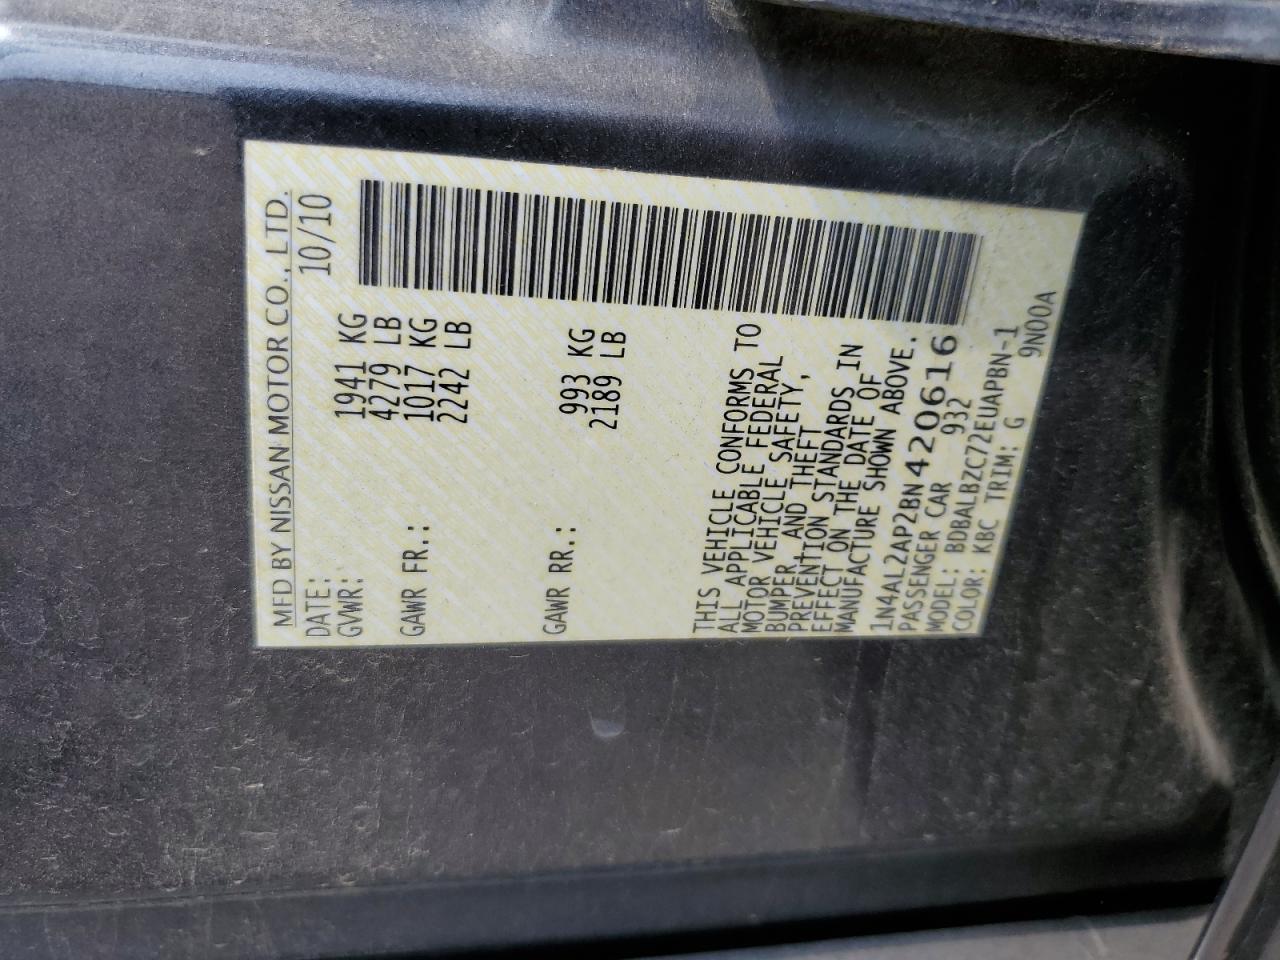 MFD BY NISSAN MOTOR CO., LTD.
DATE: 10/10
GVWR: 1941 KG
4279 LB
GAWR FR.: 1017 KG
2242 LB
GAWR RR.: 993 KG
2189 LB
THIS VEHICLE CONFORMS TO
ALL APPLICABLE FEDERAL
MOTOR VEHICLE SAFETY,
BUMPER, AND THEFT
PREVENTION STANDARDS IN
EFFECT ON THE DATE OF
MANUFACTURE SHOWN ABOVE.
1N4AL2AP2BN420616
PASSENGER CAR 932
MODEL: BDBALBZC72EUAPBN-1
COLOR: KBC TRIM: G 9N00A